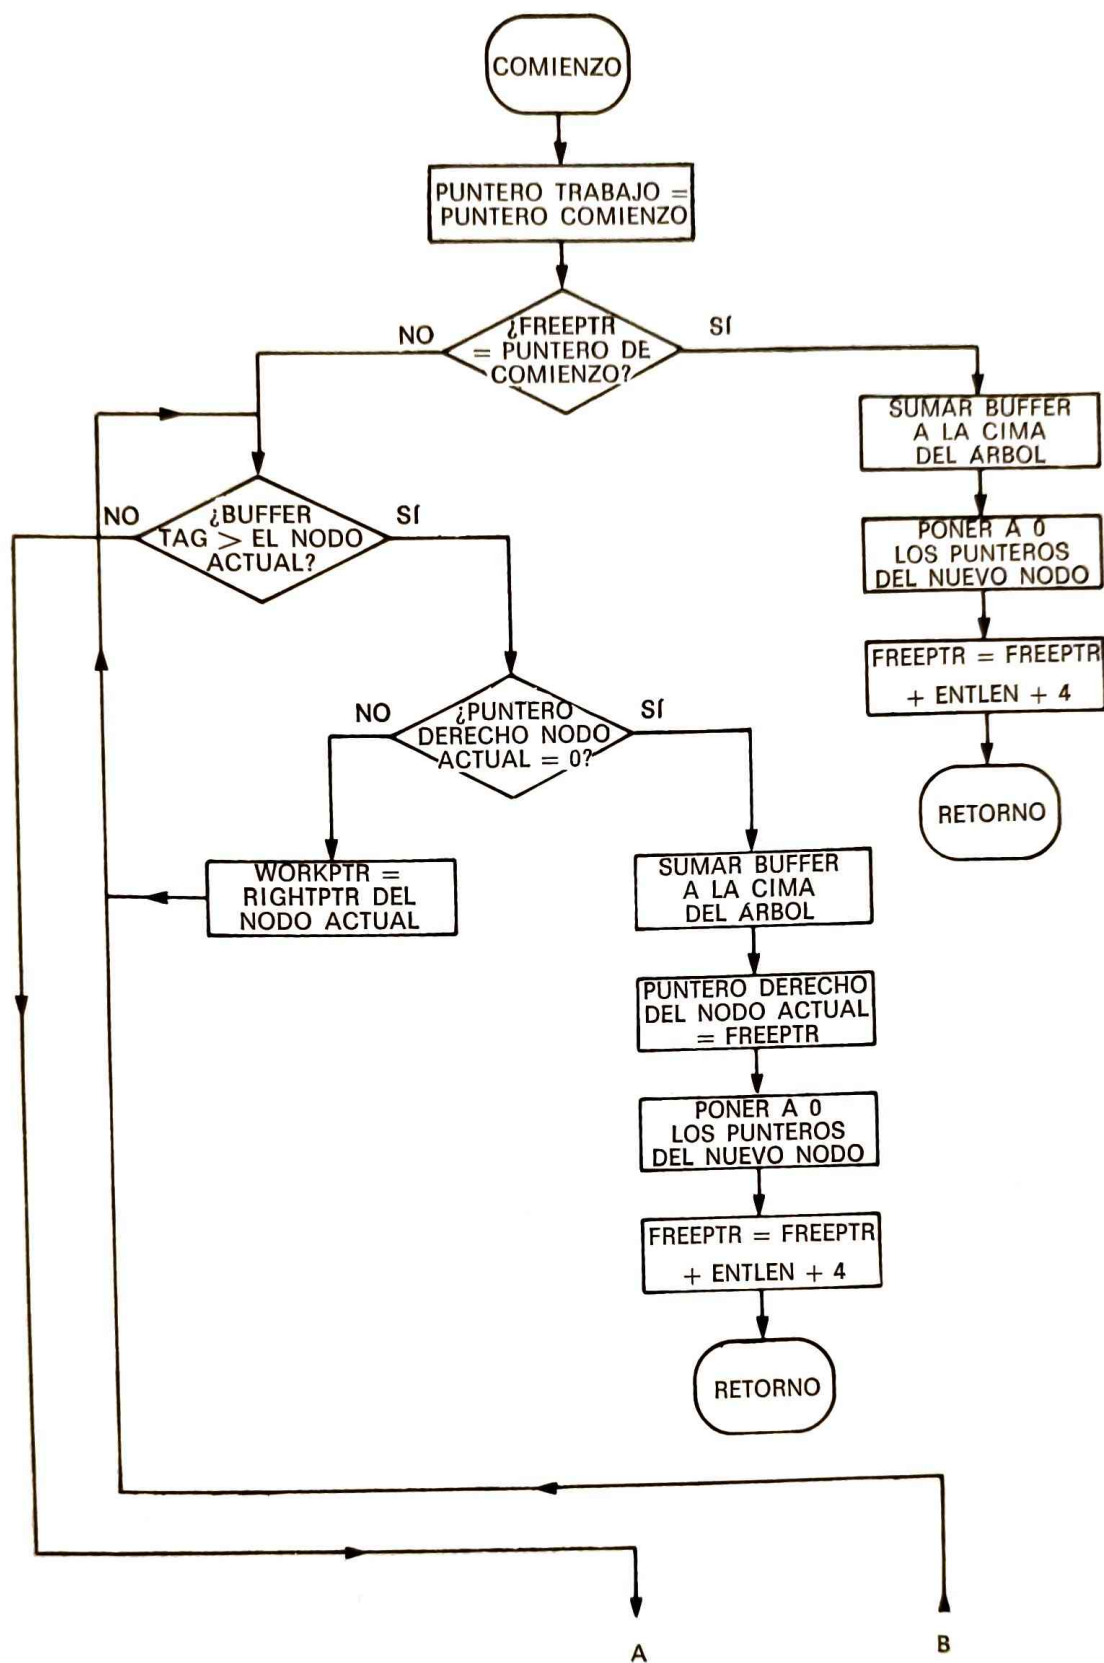 COMIENZO
PUNTERO TRABAJO =
PUNTERO COMIENZO
¿FREEPTR
= PUNTERO DE
COMIENZO?
NO
SÍ
SUMAR BUFFER
A LA CIMA
DEL ÁRBOL
PONER A 0
LOS PUNTEROS
DEL NUEVO NODO
FREEPTR = FREEPTR
+ ENTLEN + 4
RETORNO
¿BUFFER
TAG > EL NODO
ACTUAL?
NO
SÍ
¿PUNTERO
DERECHO NODO
ACTUAL = 0?
NO
SÍ
WORKPTR =
RIGHTPTR DEL
NODO ACTUAL
SUMAR BUFFER
A LA CIMA
DEL ÁRBOL
PUNTERO DERECHO
DEL NODO ACTUAL
= FREEPTR
PONER A 0
LOS PUNTEROS
DEL NUEVO NODO
FREEPTR = FREEPTR
+ ENTLEN + 4
RETORNO
A
B